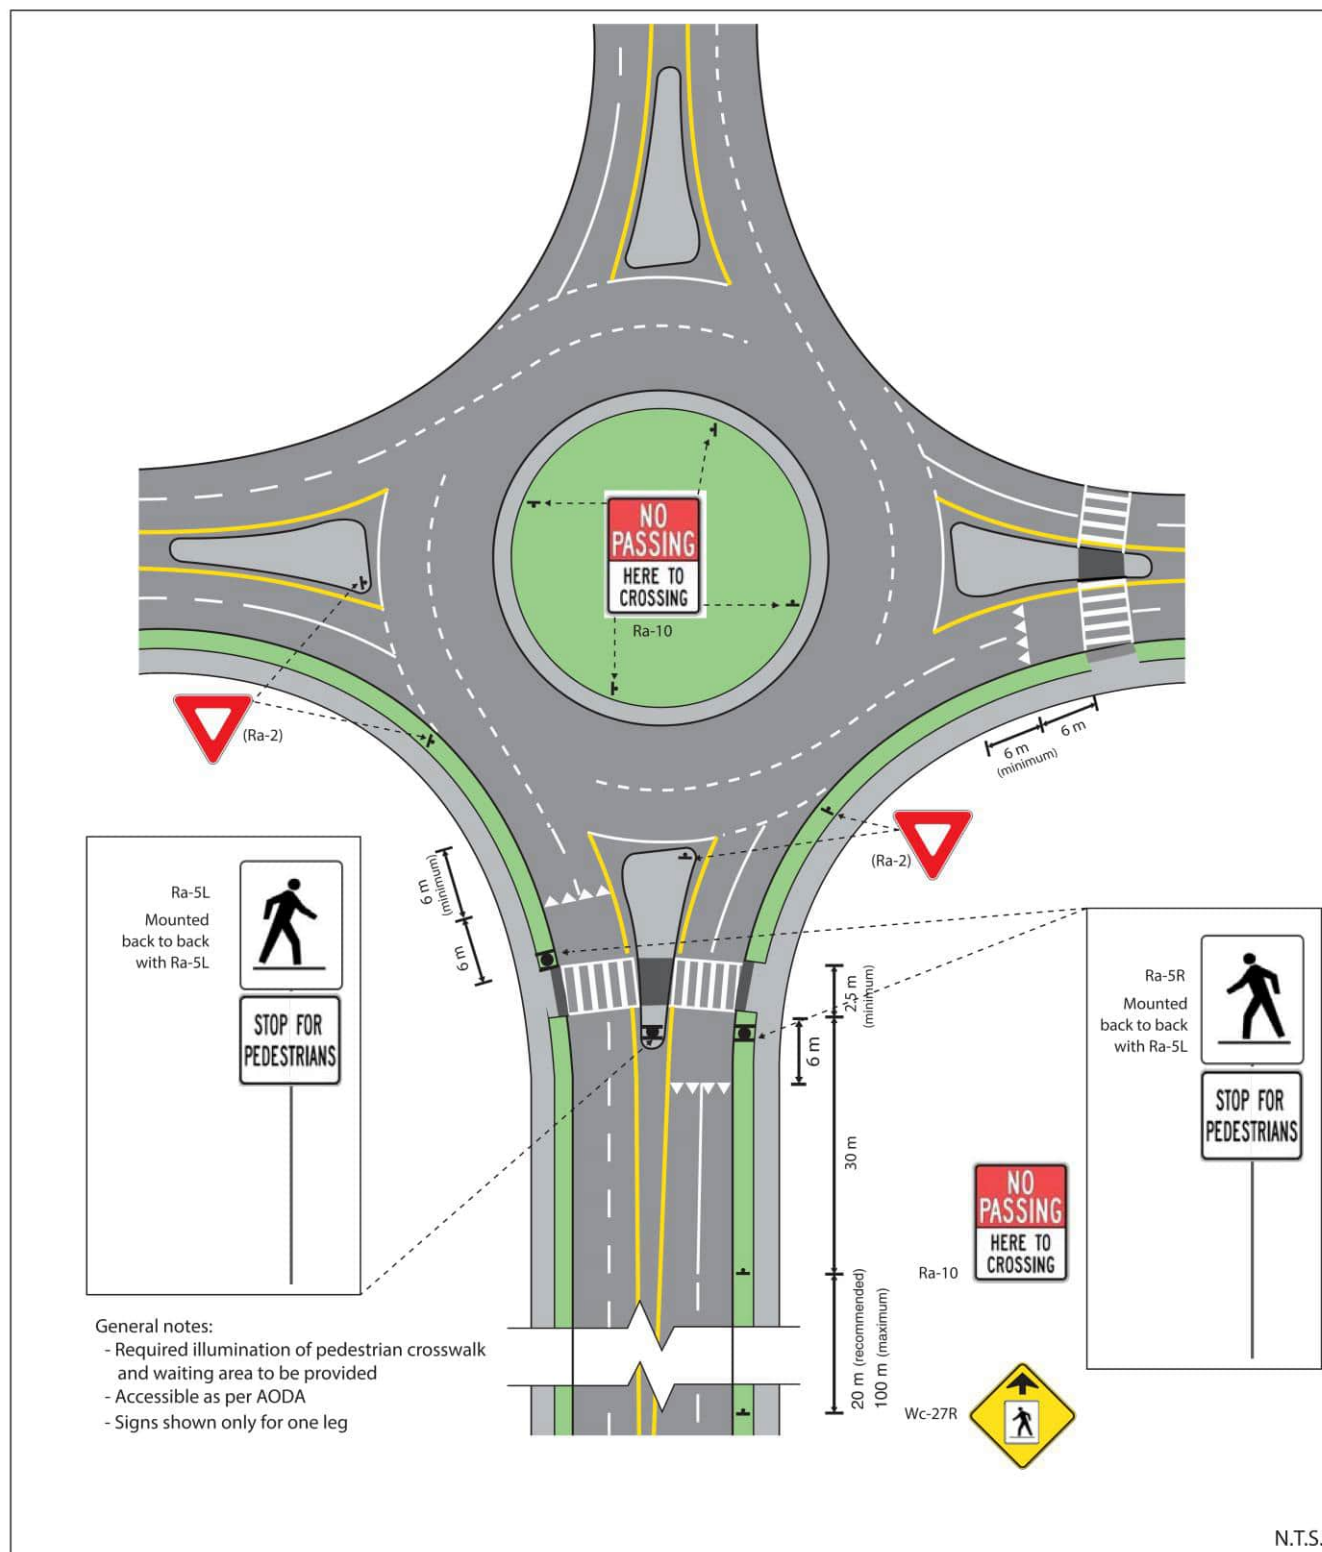 NO
PASSING
HERE TO
CROSSING
Ra-10
(Ra-2)
6 m
(minimum)
6 m
(Ra-2)
6 m
(minimum)
6 m
Ra-5L
Mounted
back to back
with Ra-5L
STOP FOR
PEDESTRIANS
2.5 m
(minimum)
6 m
30 m
Ra-5R
Mounted
back to back
with Ra-5L
STOP FOR
PEDESTRIANS
NO
PASSING
HERE TO
CROSSING
Ra-10
20 m (recommended)
100 m (maximum)
Wc-27R
General notes:
- Required illumination of pedestrian crosswalk
and waiting area to be provided
- Accessible as per AODA
- Signs shown only for one leg
N.T.S.